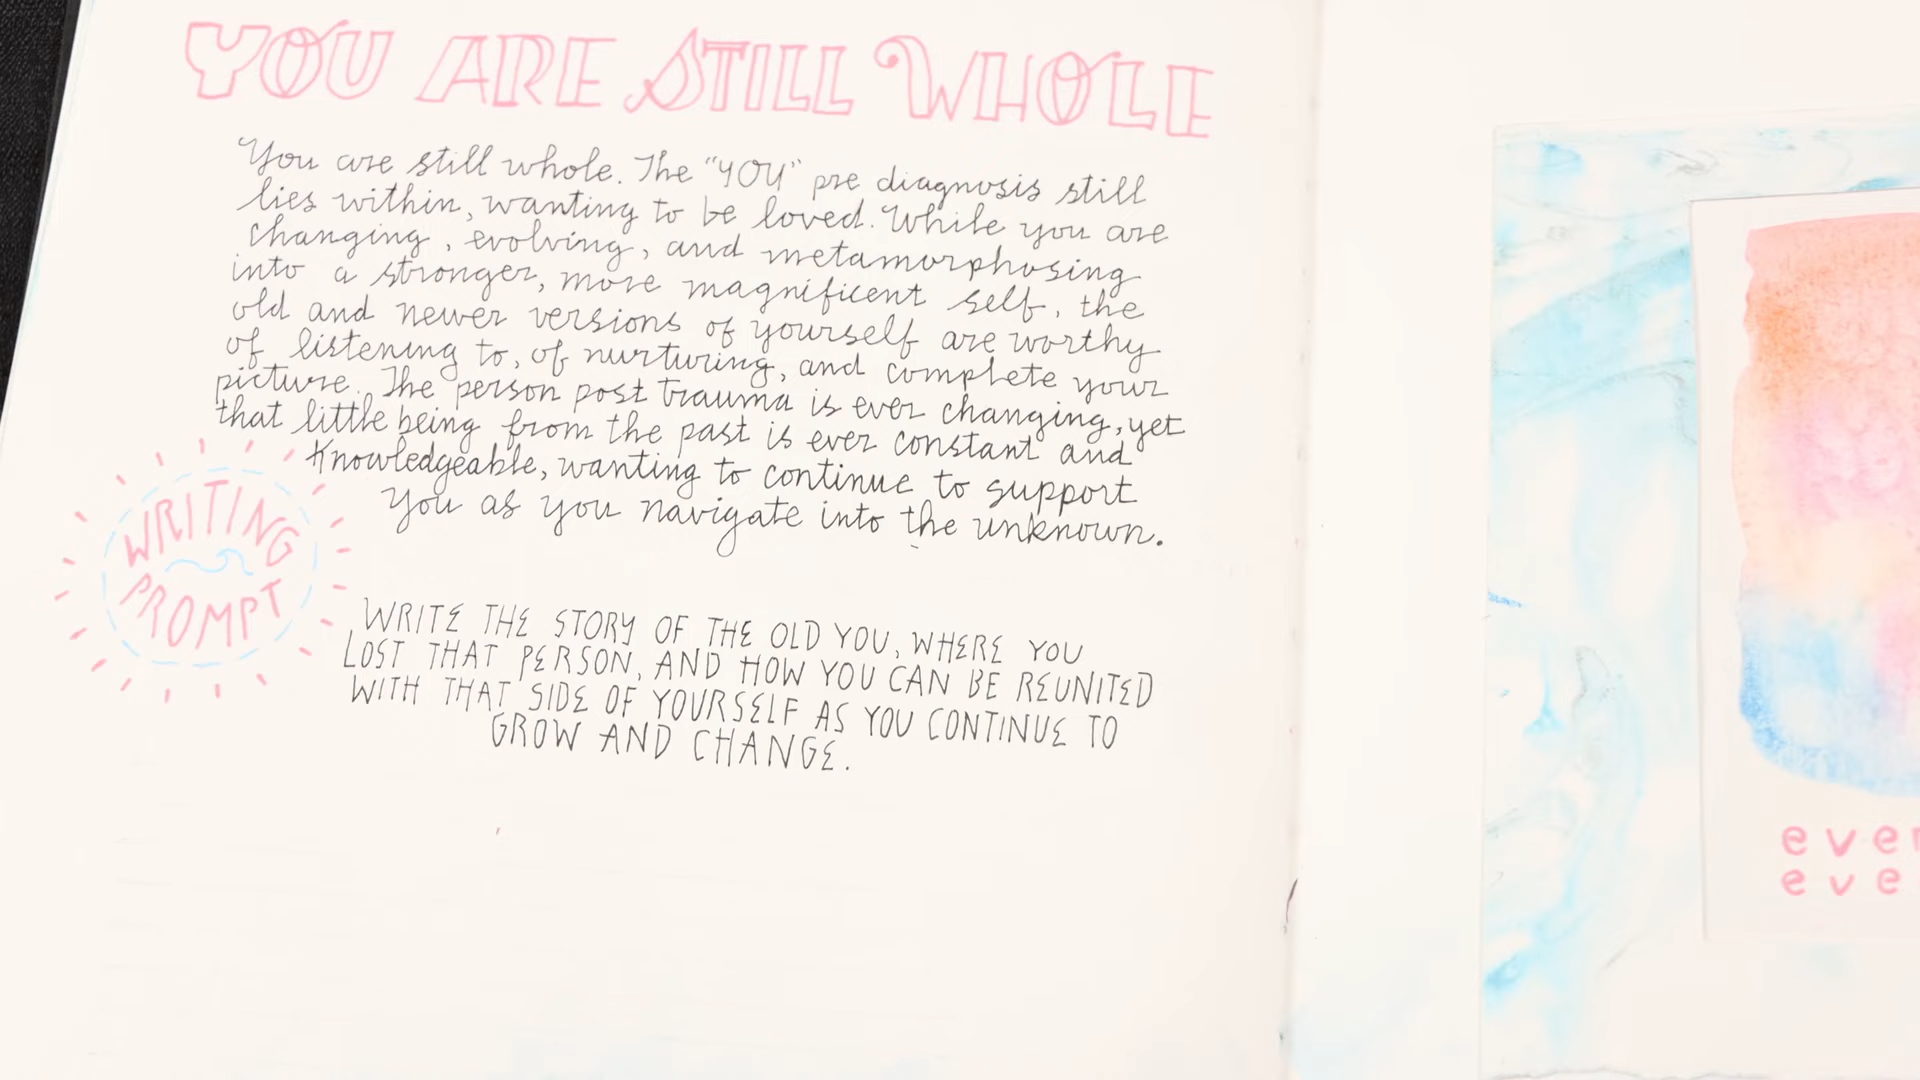 YOU ARE STILL WHOLE
You are still whole. The "YOU" pre diagnosis still
lies within, wanting to be loved. While you are
changing, evolving, and metamorphosing
into a stronger, more magnificent self, the
old and newer versions of yourself are worthy
of listening to, of nurturing, and complete your
picture. The person post trauma is ever changing, yet
that little being from the past is ever constant and
knowledgeable, wanting to continue to support
you as you navigate into the unknown.
WRITING
PROMPT
WRITE THE STORY OF THE OLD YOU, WHERE YOU
LOST THAT PERSON, AND HOW YOU CAN BE REUNITED
WITH THAT SIDE OF YOURSELF AS YOU CONTINUE TO
GROW AND CHANGE.